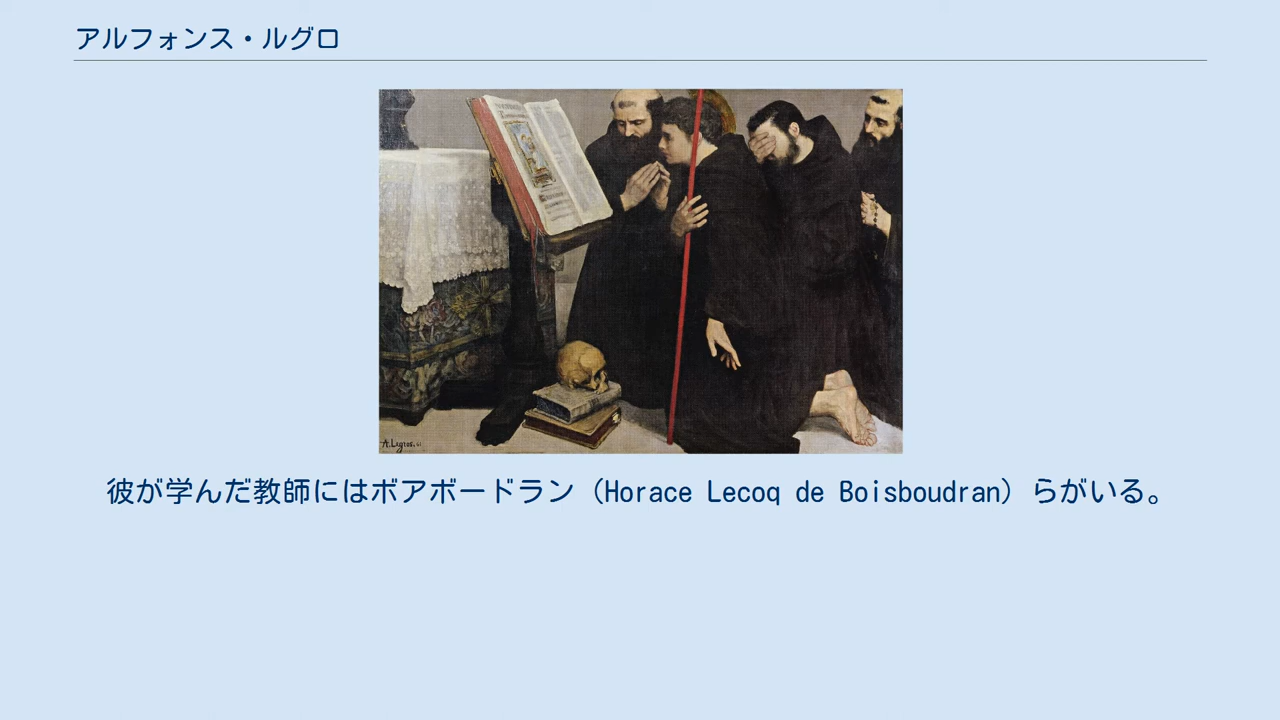 アルフォンス・ルグロ
A.Legros.
彼が学んだ教師にはボアボードラン（Horace Lecoq de Boisboudran）らがいる。